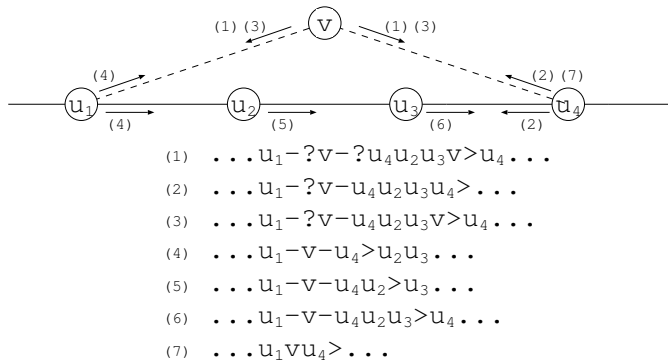 v
(1) (3) (1) (3)
(4) (2) (7)
u₁ u₂ u₃ u₄
(4) (5) (6) (2)
(1) ...u₁−?v−?u₄u₂u₃v>u₄...
(2) ...u₁−?v−u₄u₂u₃u₄>...
(3) ...u₁−?v−u₄u₂u₃v>u₄...
(4) ...u₁−v−u₄>u₂u₃...
(5) ...u₁−v−u₄u₂>u₃...
(6) ...u₁−v−u₄u₂u₃>u₄...
(7) ...u₁vu₄>...